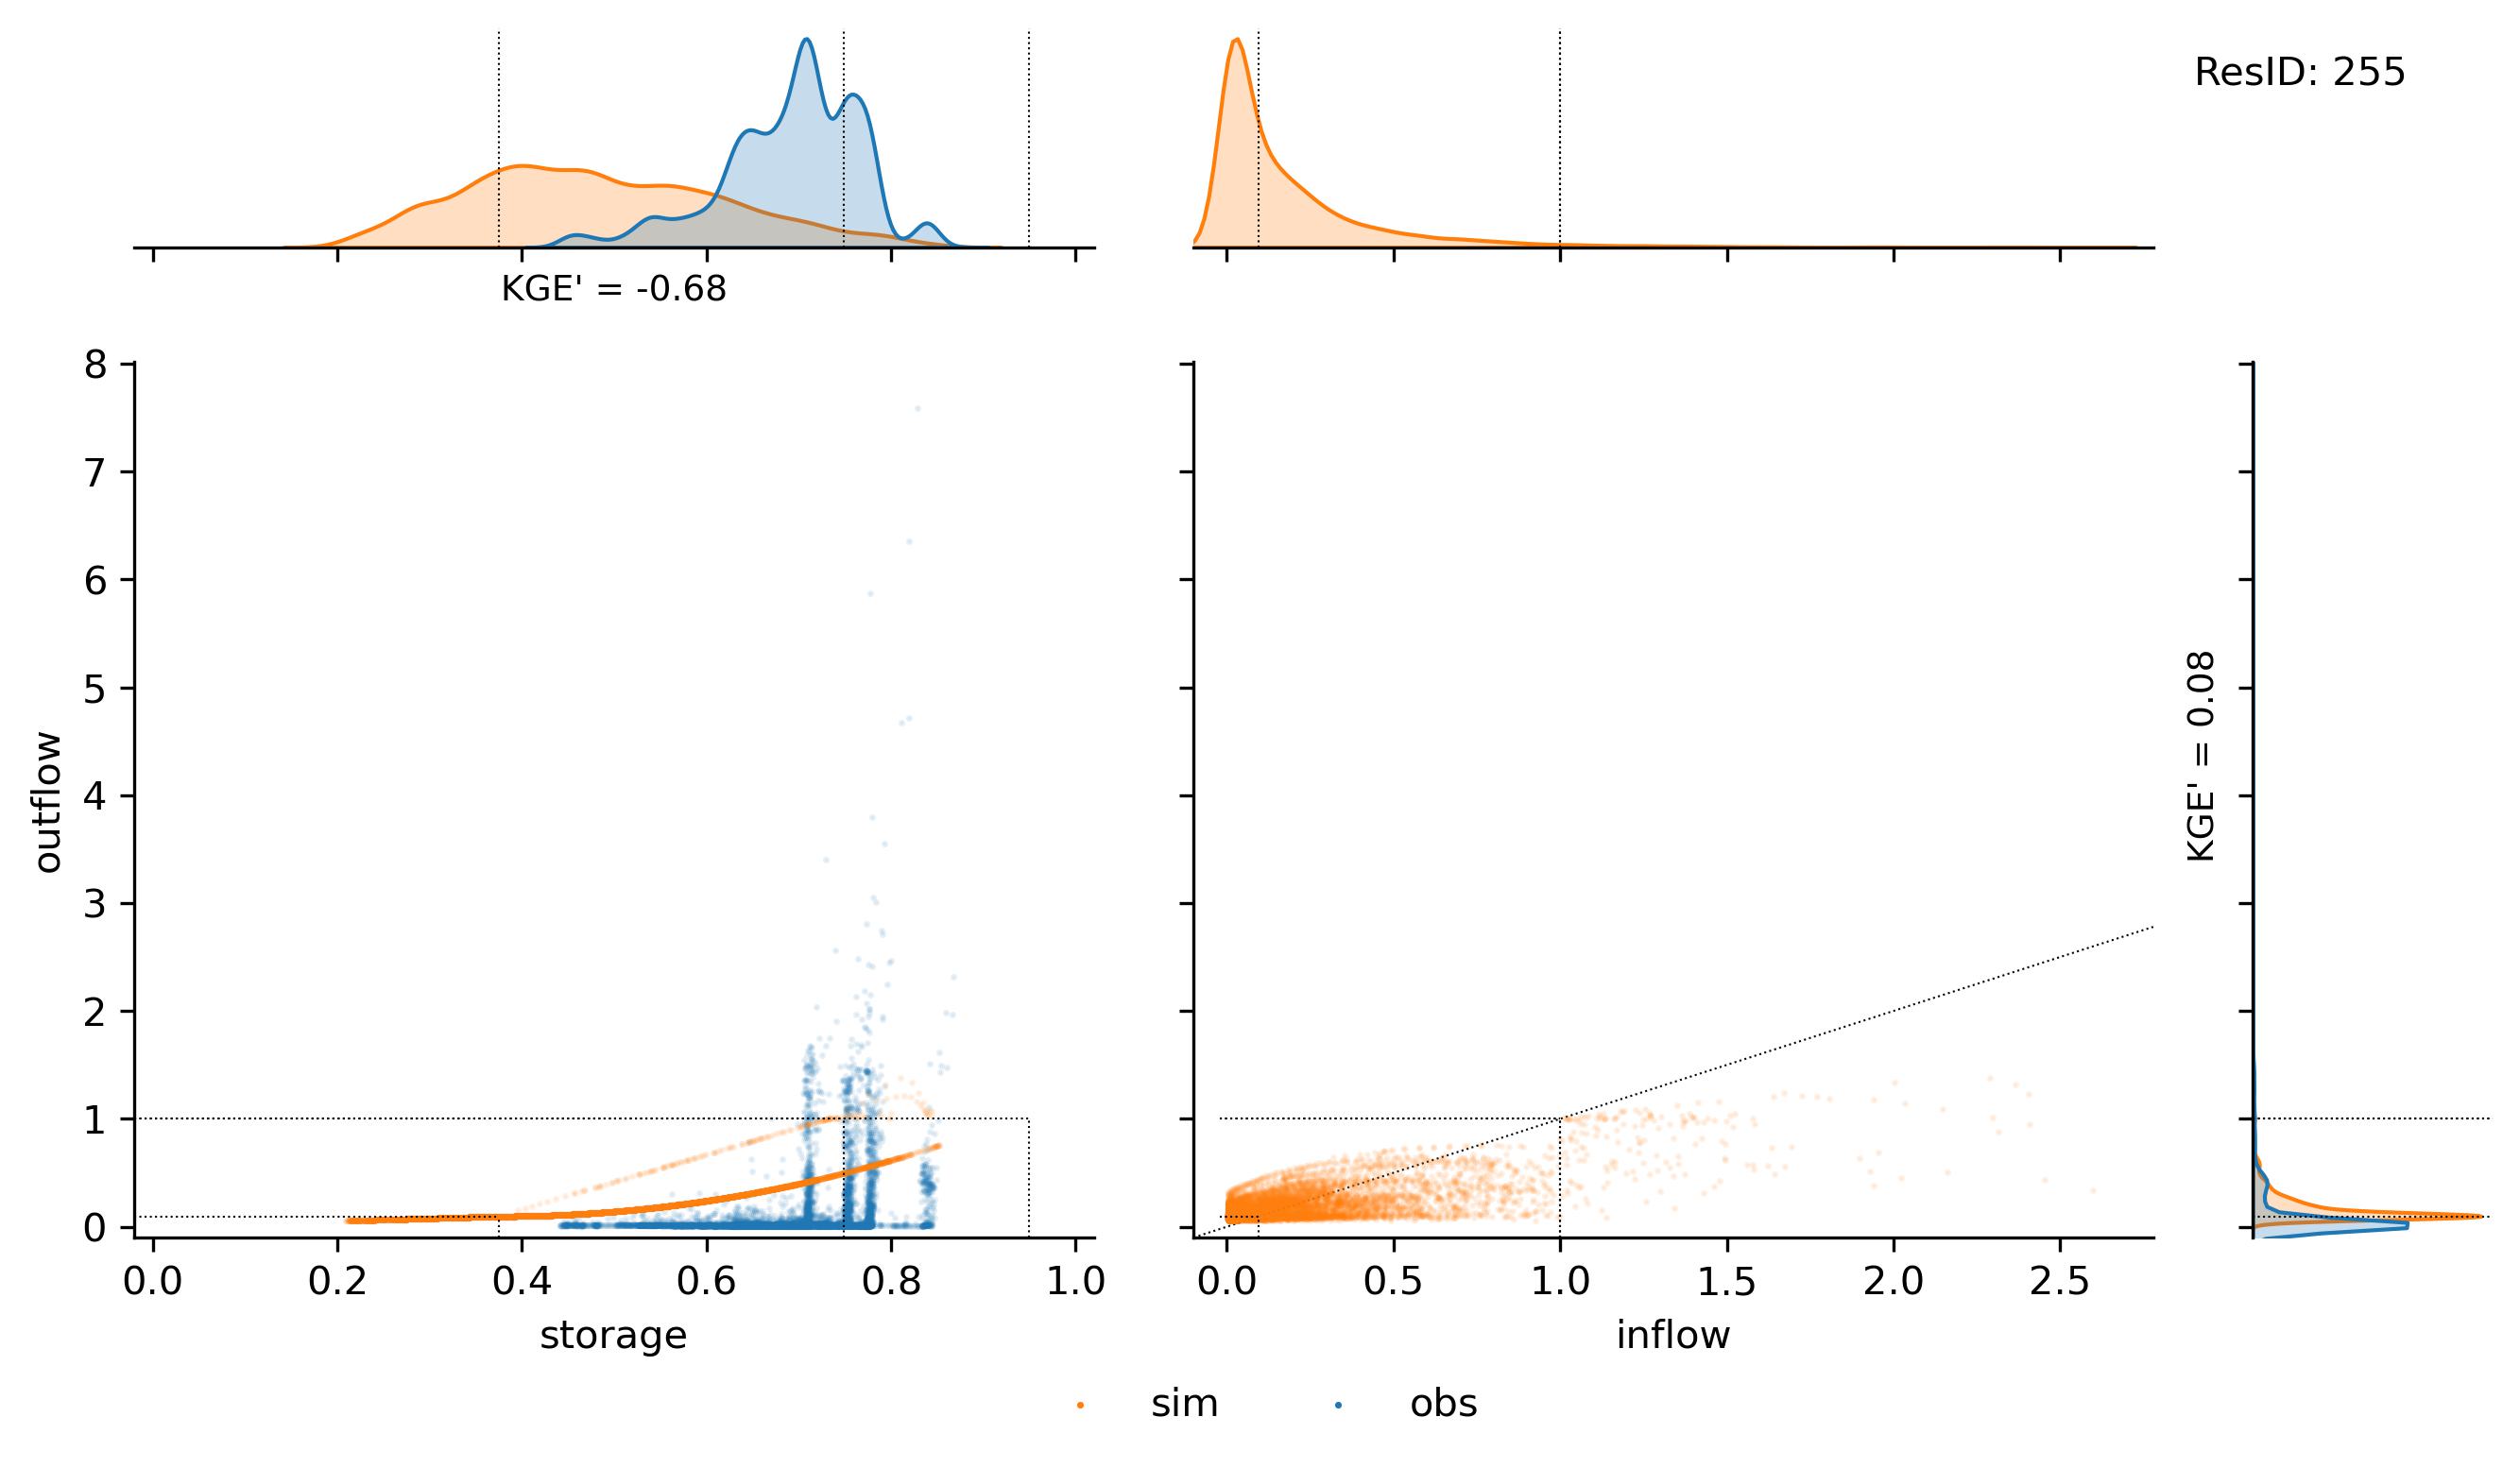 ResID: 255
KGE' = -0.68
8
7
6
5
4
3
2
1
0
outflow
KGE' = 0.08
0.0 0.2 0.4 0.6 0.8 1.0
0.0 0.5 1.0 1.5 2.0 2.5
storage
inflow
sim obs